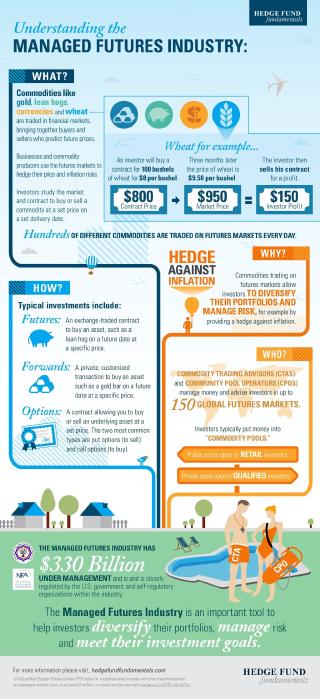 HEDGE FUND
fundamentals
Understanding the
MANAGED FUTURES INDUSTRY:
WHAT?
Commodities like
gold, lean hogs,
currencies and wheat
are traded in financial markets,
bringing together buyers and
sellers who predict future prices.
Businesses and commodity
producers use the futures markets to
hedge their price and inflation risks.
Investors study the market
and contract to buy or sell a
commodity at a set price on
a set delivery date.
Wheat for example...
An investor will buy a
contract for 100 bushels
of wheat for $8 per bushel.
$800
Contract Price
Three months later
the price of wheat is
$9.50 per bushel.
$950
Market Price
=
The investor then
sells his contract
for a profit.
$150
Investor Profit
Hundreds OF DIFFERENT COMMODITIES ARE TRADED ON FUTURES MARKETS EVERY DAY.
HEDGE
AGAINST
INFLATION
WHY?
Commodities trading on
futures markets allow
investors TO DIVERSIFY
THEIR PORTFOLIOS AND
MANAGE RISK, for example by
providing a hedge against inflation.
HOW?
Typical investments include:
Futures: An exchange-traded contract
to buy an asset, such as a
lean hog on a future date at
a specific price.
Forwards: A private, customized
transaction to buy an asset
such as a gold bar on a future
date at a specific price.
Options: A contract allowing you to buy
or sell an underlying asset at a
set price. The two most common
types are put options (to sell)
and call options (to buy).
WHO?
COMMODITY TRADING ADVISORS (CTAS)
and COMMUNITY POOL OPERATORS (CPOS)
manage money and advise investors in up to
150 GLOBAL FUTURES MARKETS.
Investors typically put money into
"COMMODITY POOLS."
Public pools open to RETAIL investors
Private pools open to QUALIFIED investors
CTA
CPO
NFA
THE MANAGED FUTURES INDUSTRY HAS
$330 Billion
UNDER MANAGEMENT and is and is closely
regulated by the U.S. government and self-regulatory
organizations within the industry.
The Managed Futures Industry is an important tool to
help investors diversify their portfolios, manage risk
and meet their investment goals.
For more information please visit, hedgefundfundamentals.com
HEDGE FUND
fundamentals